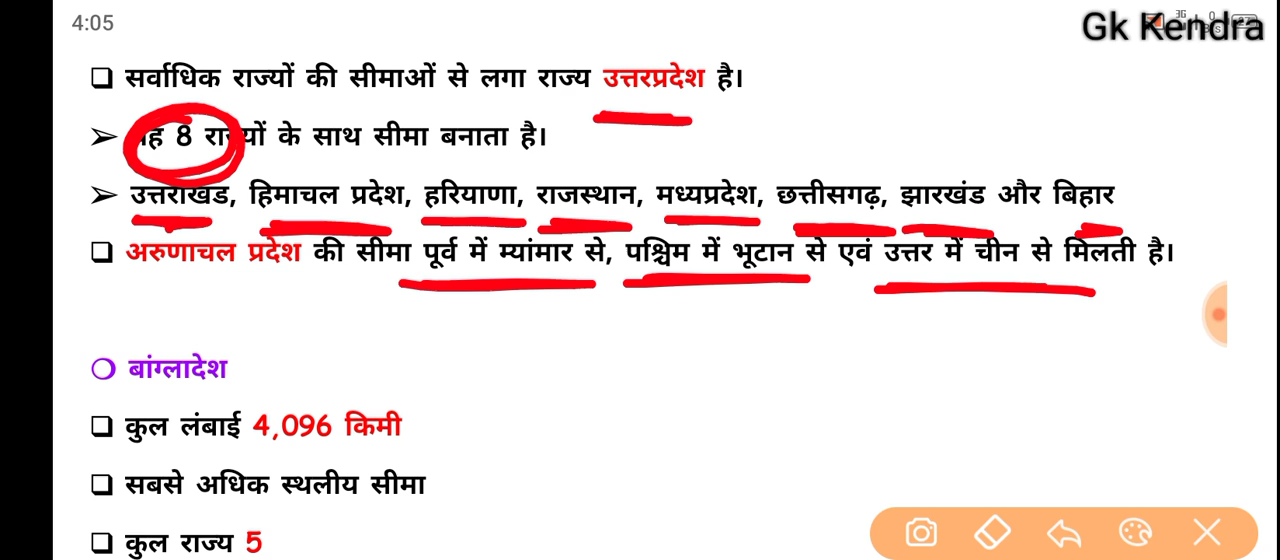 4:05
Gk Kendra
❑ सर्वाधिक राज्यों की सीमाओं से लगा राज्य उत्तरप्रदेश है।
➢ 8 राज्यों के साथ सीमा बनाता है।
➢ उत्तराखंड, हिमाचल प्रदेश, हरियाणा, राजस्थान, मध्यप्रदेश, छत्तीसगढ़, झारखंड और बिहार
❑ अरुणाचल प्रदेश की सीमा पूर्व में म्यांमार से, पश्चिम में भूटान से एवं उत्तर में चीन से मिलती है।
❍ बांग्लादेश
❑ कुल लंबाई 4,096 किमी
❑ सबसे अधिक स्थलीय सीमा
❑ कुल राज्य 5